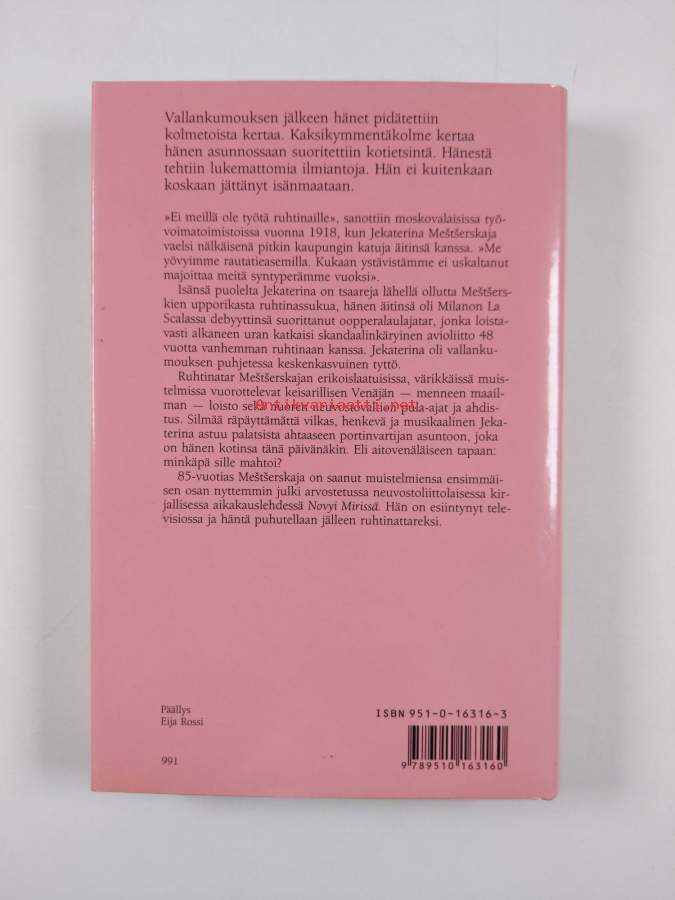 Vallankumouksen jälkeen hänet pidätettiin
kolmetoista kertaa. Kaksikymmentäkolme kertaa
hänen asunnossaan suoritettiin kotietsintä. Hänestä
tehtiin lukemattomia ilmiantoja. Hän ei kuitenkaan
koskaan jättänyt isänmaataan.
»Ei meillä ole työtä ruhtinaille», sanottiin moskovalaisissa työ-
voimatoimistoissa vuonna 1918, kun Jekaterina Meštšerskaja
vaelsi nälkäisenä pitkin kaupungin katuja äitinsä kanssa. »Me
yövyimme rautatieasemilla. Kukaan ystävistämme ei uskaltanut
majoittaa meitä syntyperämme vuoksi».
Isänsä puolelta Jekaterina on tsaareja lähellä ollutta Meštšers-
kien upporikasta ruhtinassukua, hänen äitinsä oli Milanon La
Scalassa debyyttinsä suorittanut oopperalaulajatar, jonka loista-
vasti alkaneen uran katkaisi skandaalinkäryinen avioliitto 48
vuotta vanhemman ruhtinaan kanssa. Jekaterina oli vallanku-
mouksen puhjetessa keskenkasvuinen tyttö.
Ruhtinatar Meštšerskajan erikoislaatuisissa, värikkäissä muis-
telmissa vuorottelevat keisarillisen Venäjän — menneen maail-
man — loisto sekä nuoren neuvostovaltion pula-ajat ja ahdis-
Antikvariaatti.net
tus. Silmää räpäyttämättä vilkas, henkevä ja musikaalinen Jeka-
terina astuu palatsista ahtaaseen portinvartijan asuntoon, joka
on hänen kotinsa tänä päivänäkin. Eli aitovenäläiseen tapaan:
minkäpä sille mahtoi?
85-vuotias Meštšerskaja on saanut muistelmiensa ensimmäi-
sen osan nyttemmin julki arvostetussa neuvostoliittolaisessa kir-
jallisessa aikakauslehdessä Novyi Mirissä. Hän on esiintynyt tele-
visiossa ja häntä puhutellaan jälleen ruhtinattareksi.
Päällys
Eija Rossi
991
ISBN 951-0-16316-3
9 789510 163160